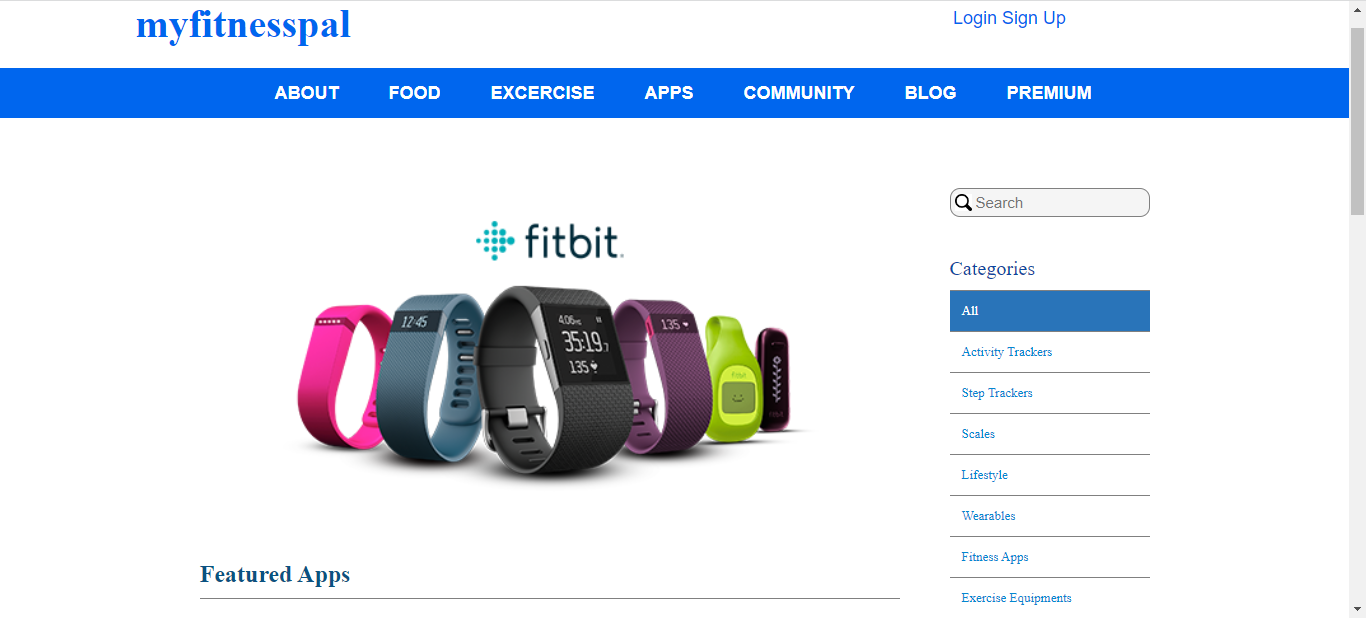 myfitnesspal
Login Sign Up
ABOUT FOOD EXCERCISE APPS COMMUNITY BLOG PREMIUM
Search
fitbit.
Categories
All
Activity Trackers
Step Trackers
Scales
Lifestyle
Wearables
Fitness Apps
Exercise Equipments
12:45
4.06
35:19
135
135
fitbit
Featured Apps